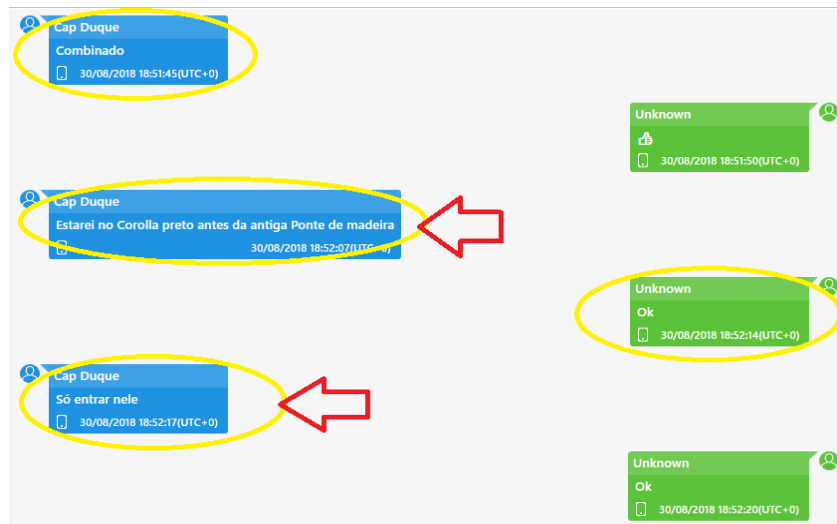 Cap Duque
Combinado
30/08/2018 18:51:45(UTC+0)
Unknown
👍
30/08/2018 18:51:50(UTC+0)
Cap Duque
Estarei no Corolla preto antes da antiga Ponte de madeira
30/08/2018 18:52:07(UTC+0)
Unknown
Ok
30/08/2018 18:52:14(UTC+0)
Cap Duque
Só entrar nele
30/08/2018 18:52:17(UTC+0)
Unknown
Ok
30/08/2018 18:52:20(UTC+0)